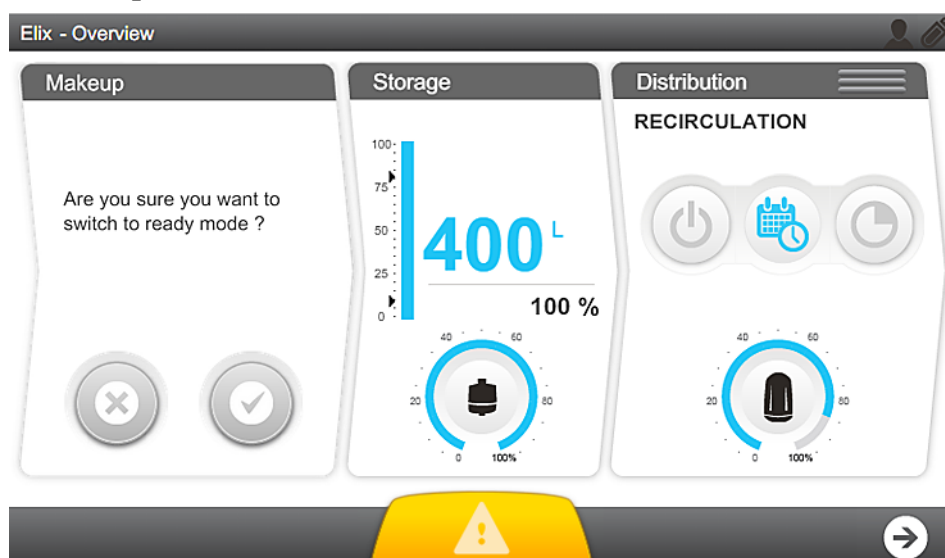 Elix - Overview
Makeup
Are you sure you want to
switch to ready mode ?
Storage
100
75
50
25
0
400 L
100 %
40 60
20 80
0 100%
Distribution
RECIRCULATION
40 60
20 80
0 100%